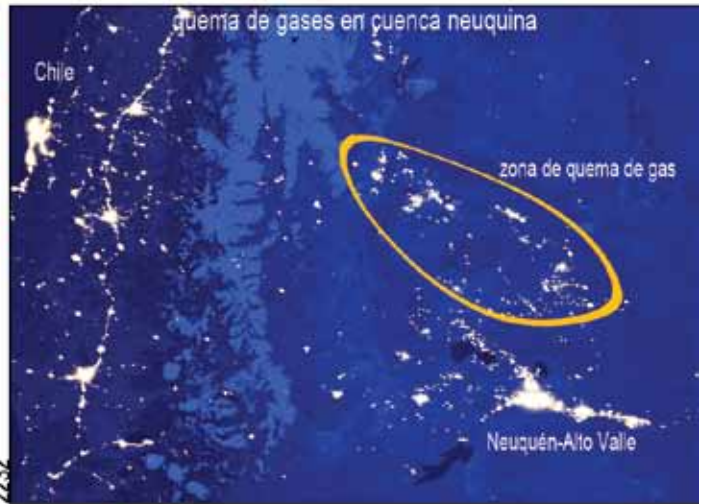 quema de gases en cuenca neuquina
Chile
zona de quema de gas
Neuquén-Alto Valle